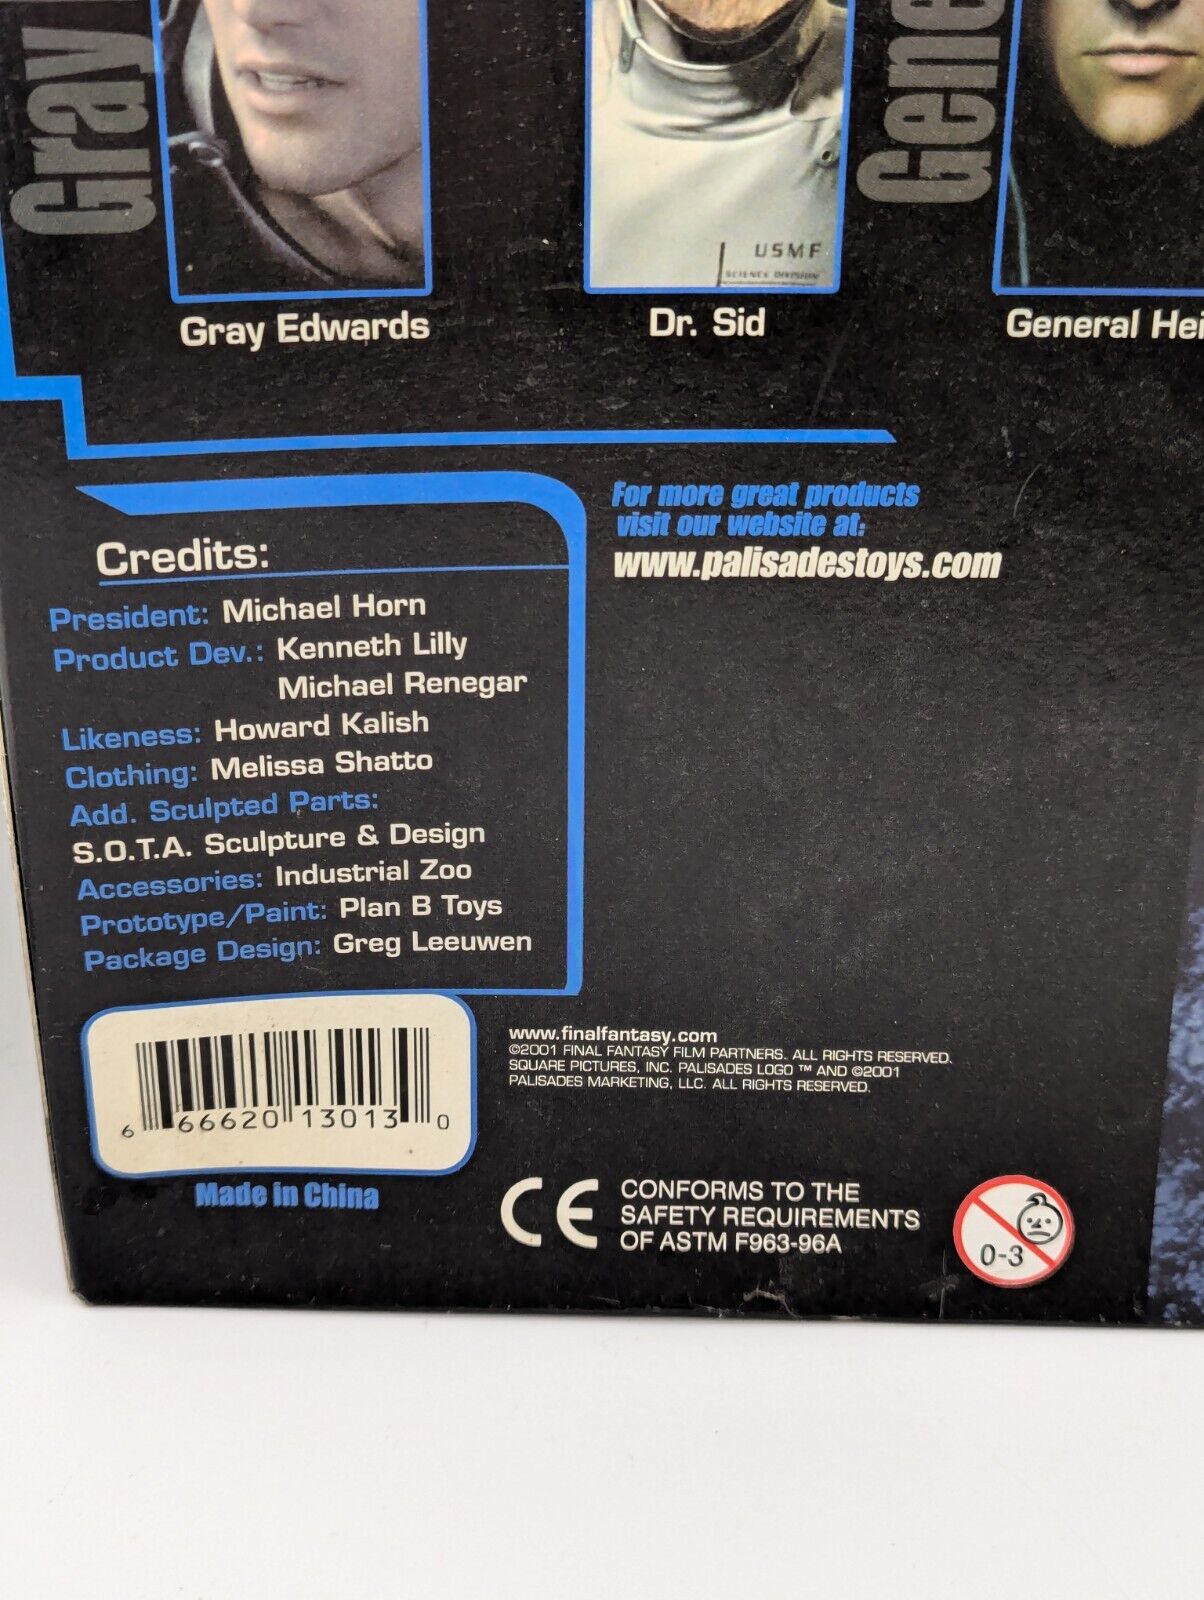 Gray
Gene
USMF
SCIENCE DIVISION
Gray Edwards
Dr. Sid
General Hei
For more great products
visit our website at:
www.palisadestoys.com
Credits:
President: Michael Horn
Product Dev.: Kenneth Lilly
Michael Renegar
Likeness: Howard Kalish
Clothing: Melissa Shatto
Add. Sculpted Parts:
S.O.T.A. Sculpture & Design
Accessories: Industrial Zoo
Prototype/Paint: Plan B Toys
Package Design: Greg Leeuwen
6 66620 13013 0
Made in China
www.finalfantasy.com
©2001 FINAL FANTASY FILM PARTNERS. ALL RIGHTS RESERVED.
SQUARE PICTURES, INC. PALISADES LOGO ™ AND ©2001
PALISADES MARKETING, LLC. ALL RIGHTS RESERVED.
CE
CONFORMS TO THE
SAFETY REQUIREMENTS
OF ASTM F963-96A
0-3